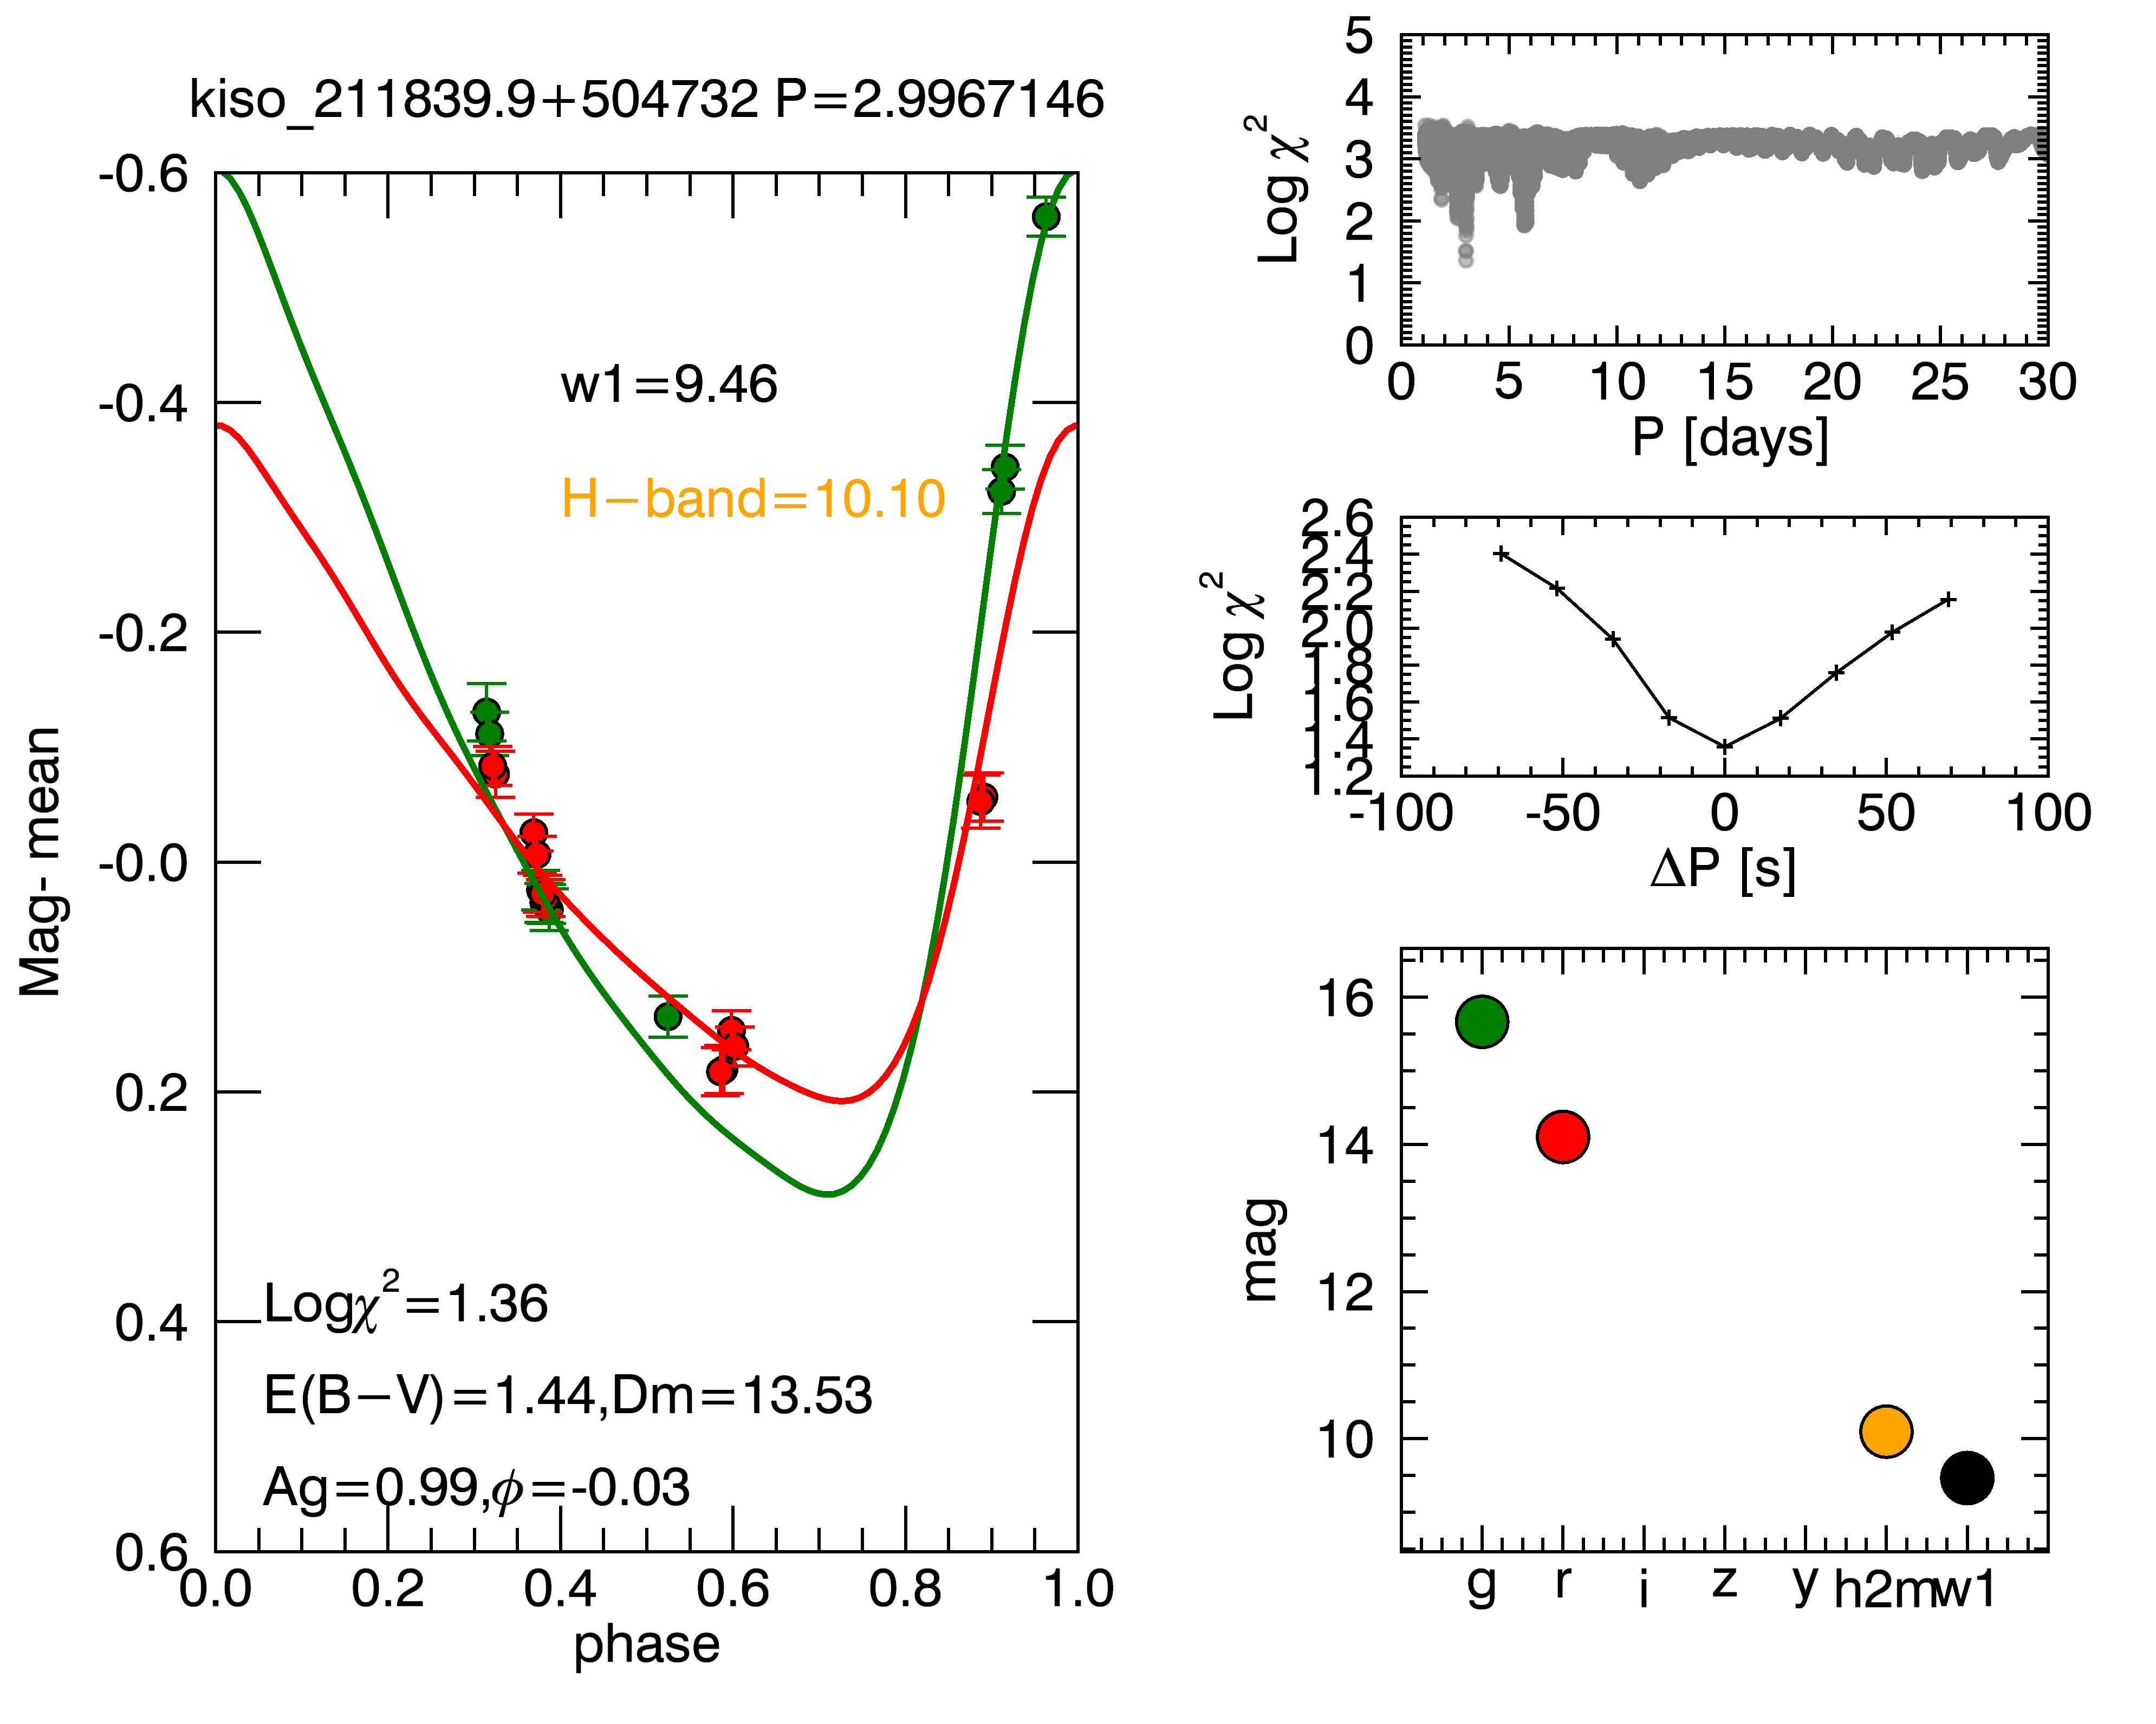 kiso_211839.9+504732 P=2.9967146
-0.6
-0.4
-0.2
-0.0
0.2
0.4
0.6
Mag- mean
w1=9.46
H−band=10.10
Logχ²=1.36
E(B−V)=1.44,Dm=13.53
Ag=0.99,ϕ=-0.03
0.0 0.2 0.4 0.6 0.8 1.0
phase
5
4
3
2
1
0
Log χ²
0 5 10 15 20 25 30
P [days]
2.6
2.4
2.2
2.0
1.8
1.6
1.4
1.2
Log χ²
-100 -50 0 50 100
ΔP [s]
16
14
12
10
mag
g r i z y h2mw1